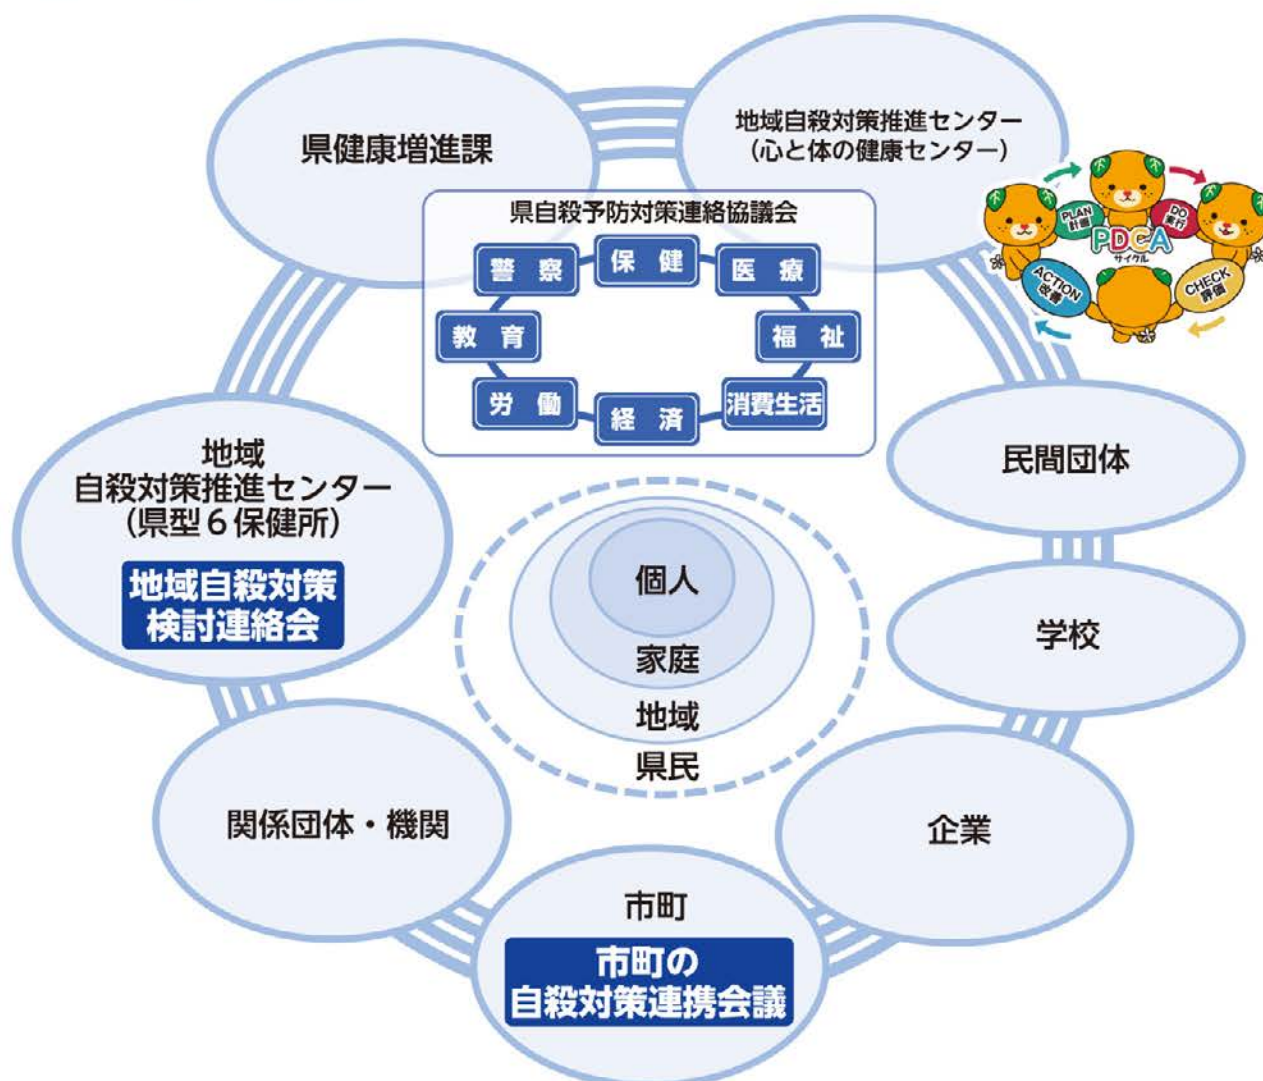 県健康増進課
地域自殺対策推進センター
（心と体の健康センター）
PLAN
計画
DO
実行
PDCA
サイクル
ACTION
改善
CHECK
評価
県自殺予防対策連絡協議会
警 察
保 健
医 療
教 育
福 祉
労 働
経 済
消費生活
地域
自殺対策推進センター
（県型６保健所）
地域自殺対策
検討連絡会
民間団体
個人
家庭
地域
県民
学校
関係団体・機関
企業
市町
市町の
自殺対策連携会議